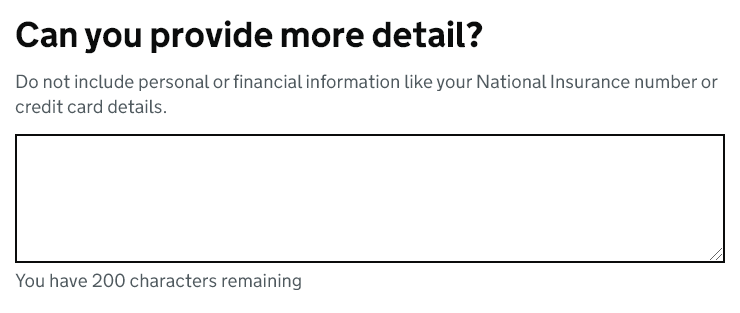 Can you provide more detail?
Do not include personal or financial information like your National Insurance number or
credit card details.
You have 200 characters remaining